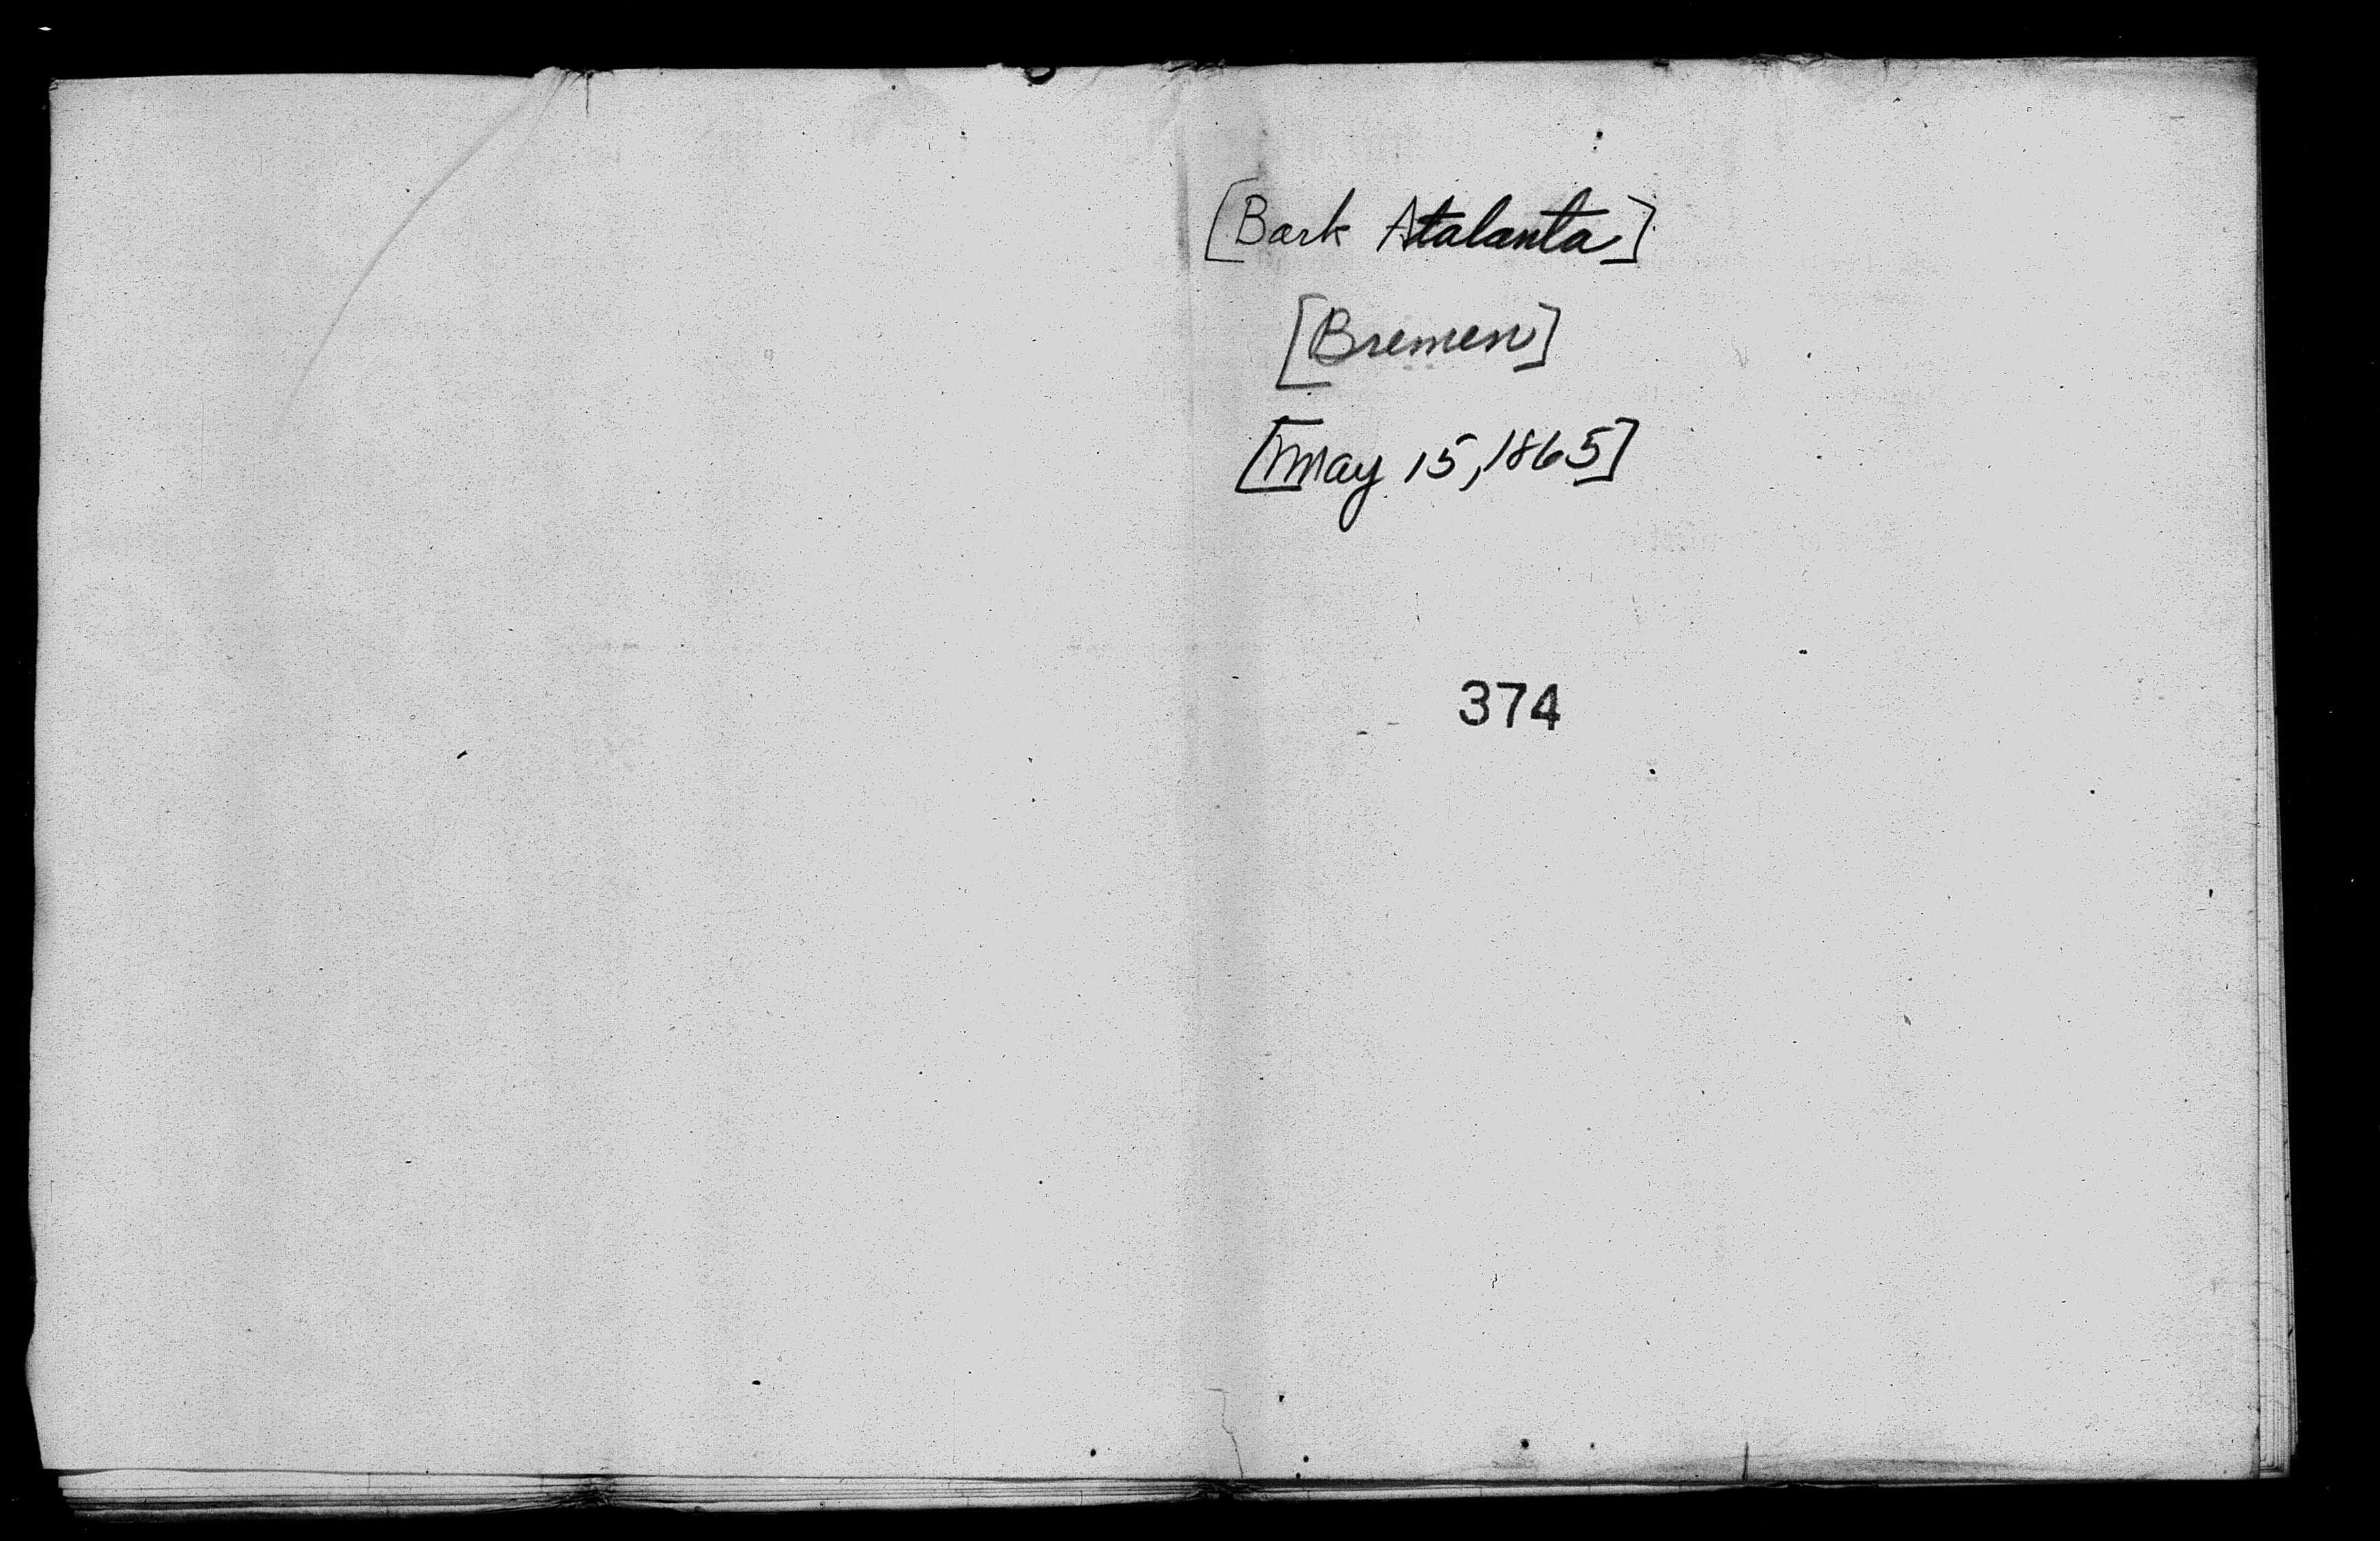 [Bark Atalanta]
[Bremen]
[May 15, 1865]
374